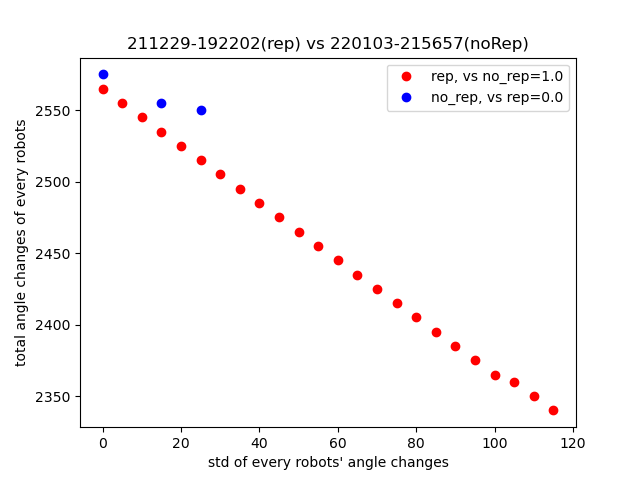 211229-192202(rep) vs 220103-215657(noRep)
rep, vs no_rep=1.0
no_rep, vs rep=0.0
total angle changes of every robots
2550
2500
2450
2400
2350
0 20 40 60 80 100 120
std of every robots' angle changes